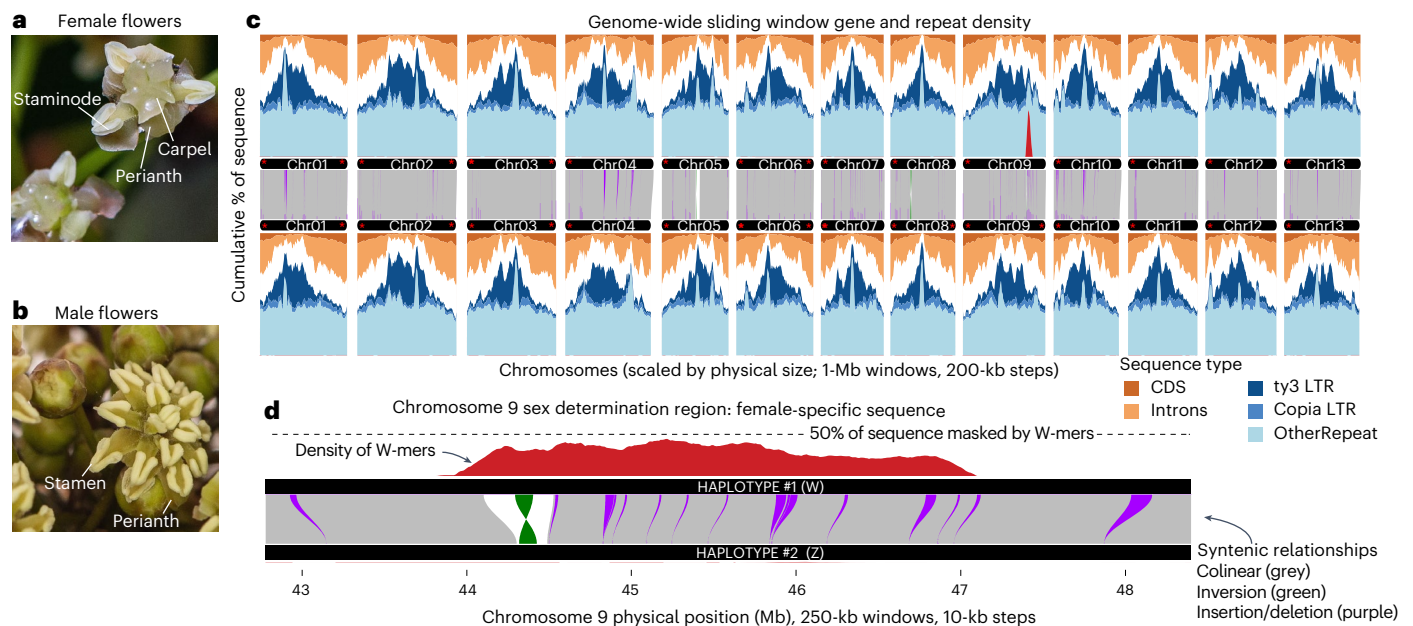 a
Female flowers
Staminode
Carpel
Perianth
b
Male flowers
Stamen
Perianth
c
Genome-wide sliding window gene and repeat density
Cumulative % of sequence
Chr01 Chr02 Chr03 Chr04 Chr05 Chr06 Chr07 Chr08 Chr09 Chr10 Chr11 Chr12 Chr13
Chr01 Chr02 Chr03 Chr04 Chr05 Chr06 Chr07 Chr08 Chr09 Chr10 Chr11 Chr12 Chr13
Chromosomes (scaled by physical size; 1-Mb windows, 200-kb steps)
Sequence type
CDS
Introns
ty3 LTR
Copia LTR
OtherRepeat
d
Chromosome 9 sex determination region: female-specific sequence
50% of sequence masked by W-mers
Density of W-mers
HAPLOTYPE #1 (W)
HAPLOTYPE #2 (Z)
43 44 45 46 47 48
Chromosome 9 physical position (Mb), 250-kb windows, 10-kb steps
Syntenic relationships
Colinear (grey)
Inversion (green)
Insertion/deletion (purple)